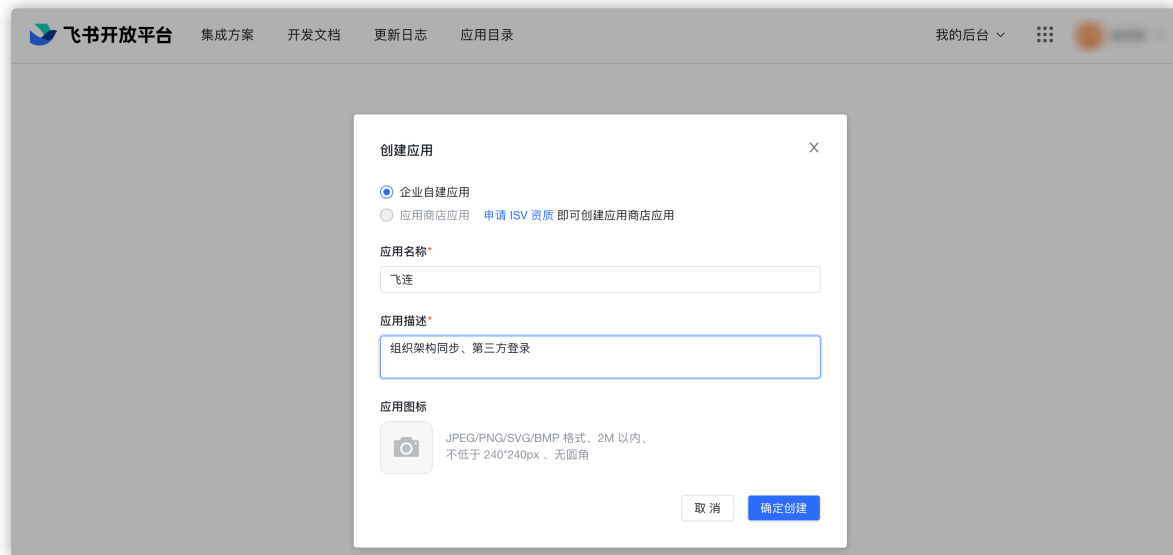 飞书开放平台 集成方案 开发文档 更新日志 应用目录 我的后台
创建应用
企业自建应用
应用商店应用 申请 ISV 资质 即可创建应用商店应用
应用名称*
飞连
应用描述*
组织架构同步、第三方登录
应用图标
JPEG/PNG/SVG/BMP 格式、2M 以内、
不低于 240*240px 、无圆角
取 消 确定创建